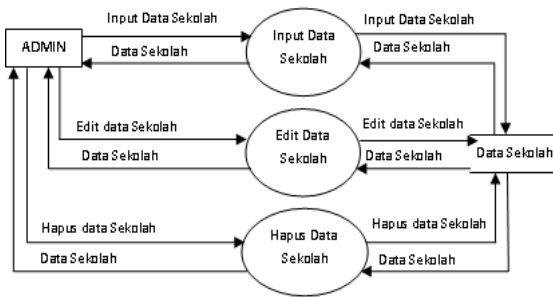 Input Data Sekolah
Input Data Sekolah
Input Data
Sekolah
ADMIN
Data Sekolah
Data Sekolah
Edit data Sekolah
Edit Data
Sekolah
Edit data Sekolah
Data Sekolah
Data Sekolah
Data Sekolah
Hapus data Sekolah
Hapus Data
Sekolah
Hapus data Sekolah
Data Sekolah
Data Sekolah